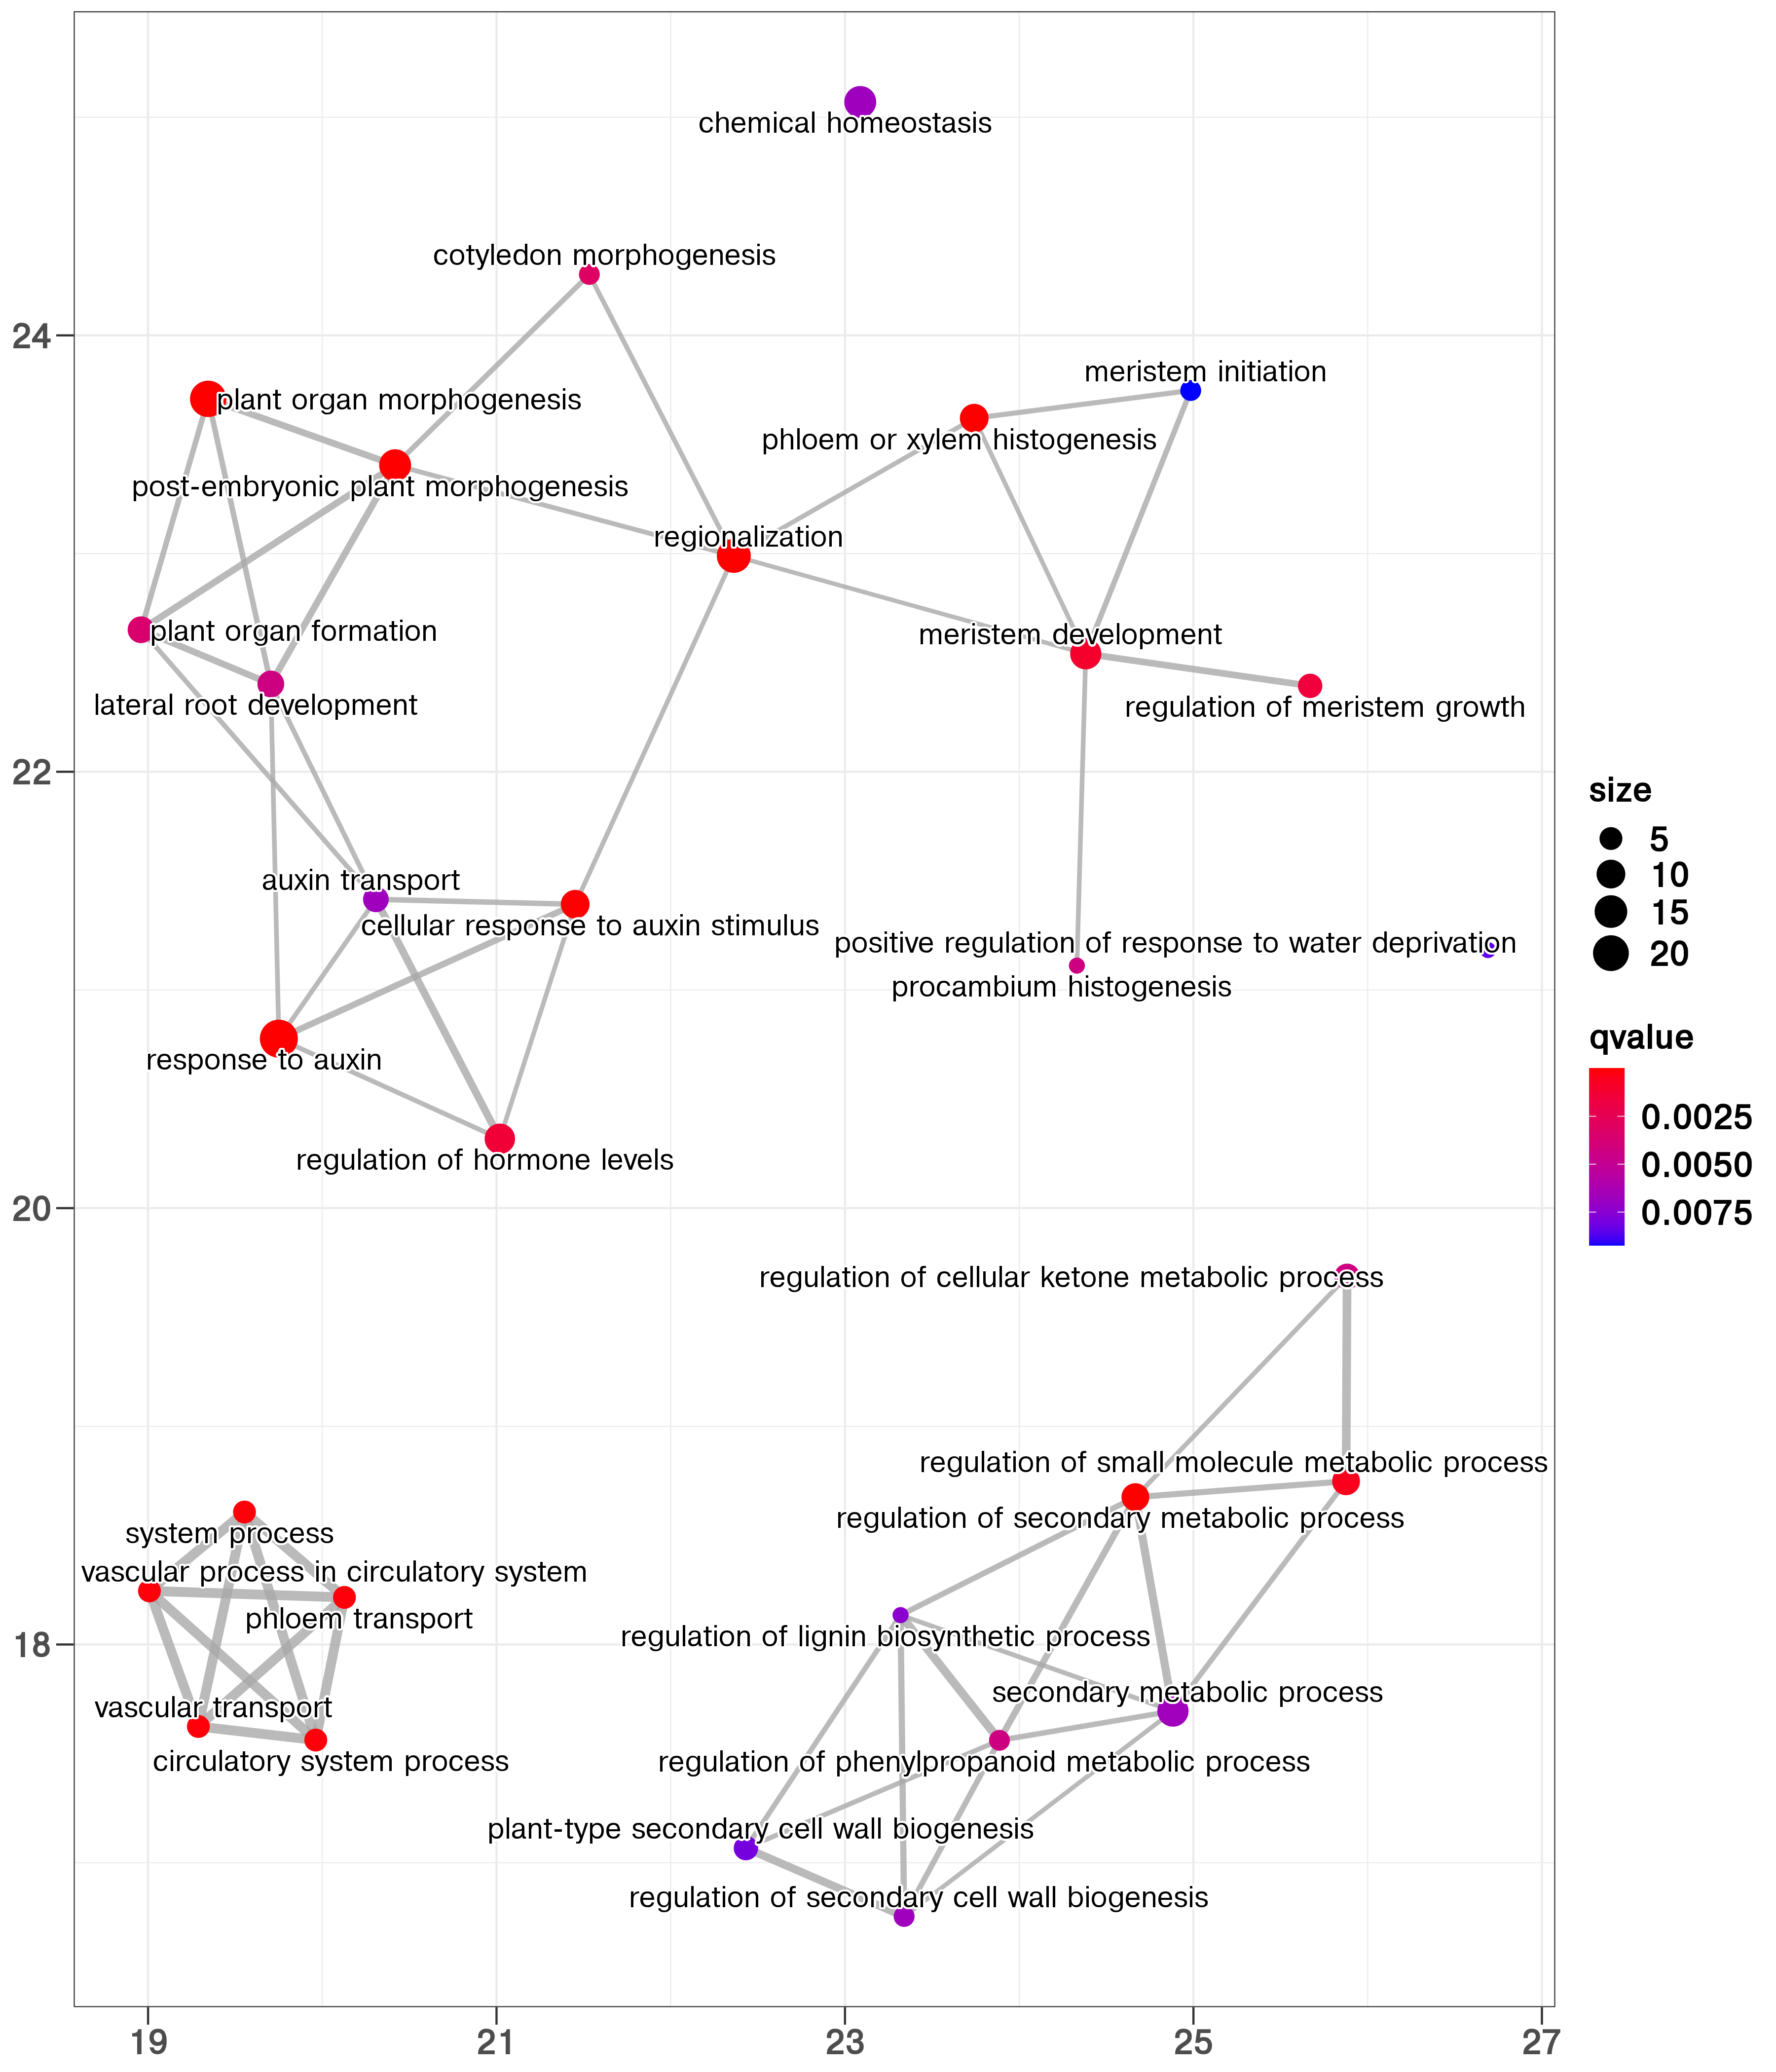 chemical homeostasis
cotyledon morphogenesis
24
meristem initiation
plant organ morphogenesis
phloem or xylem histogenesis
post-embryonic plant morphogenesis
regionalization
plant organ formation
meristem development
lateral root development
regulation of meristem growth
22
auxin transport
cellular response to auxin stimulus
positive regulation of response to water deprivation
procambium histogenesis
response to auxin
regulation of hormone levels
20
regulation of cellular ketone metabolic process
regulation of small molecule metabolic process
regulation of secondary metabolic process
system process
vascular process in circulatory system
phloem transport
regulation of lignin biosynthetic process
18
secondary metabolic process
vascular transport
circulatory system process
regulation of phenylpropanoid metabolic process
plant-type secondary cell wall biogenesis
regulation of secondary cell wall biogenesis
19
21
23
25
27
size
5
10
15
20
qvalue
0.0025
0.0050
0.0075